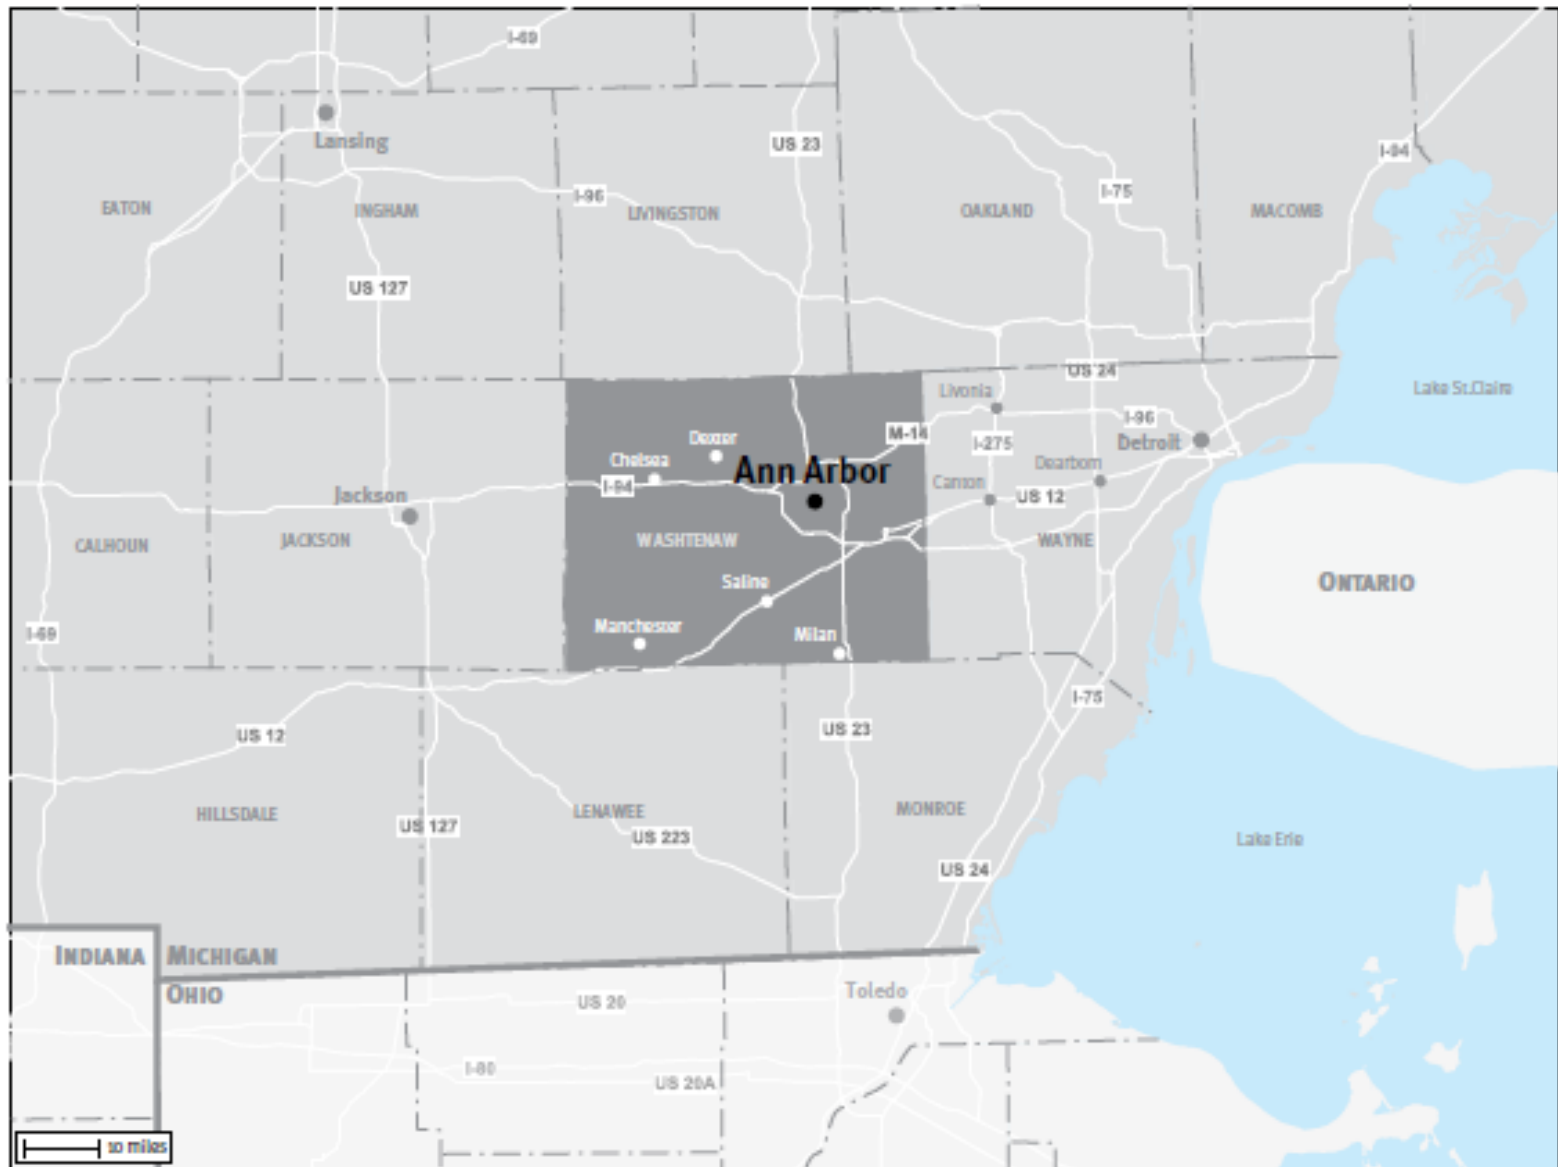 I-69
Lansing
US 23
I-94
I-96
I-75
EATON
INGHAM
LIVINGSTON
OAKLAND
MACOMB
US 127
US 24
Livonia
Lake St.Claire
I-96
M-14
I-275
Detroit
Dexter
Chelsea
Ann Arbor
Dearborn
I-94
Canton
US 12
Jackson
CALHOUN
JACKSON
WASHTENAW
WAYNE
ONTARIO
Saline
Manchester
Milan
I-69
I-75
US 12
US 23
HILLSDALE
US 127
LENAWEE
US 223
MONROE
Lake Erie
US 24
INDIANA
MICHIGAN
OHIO
US 20
Toledo
I-80
US 20A
10 miles